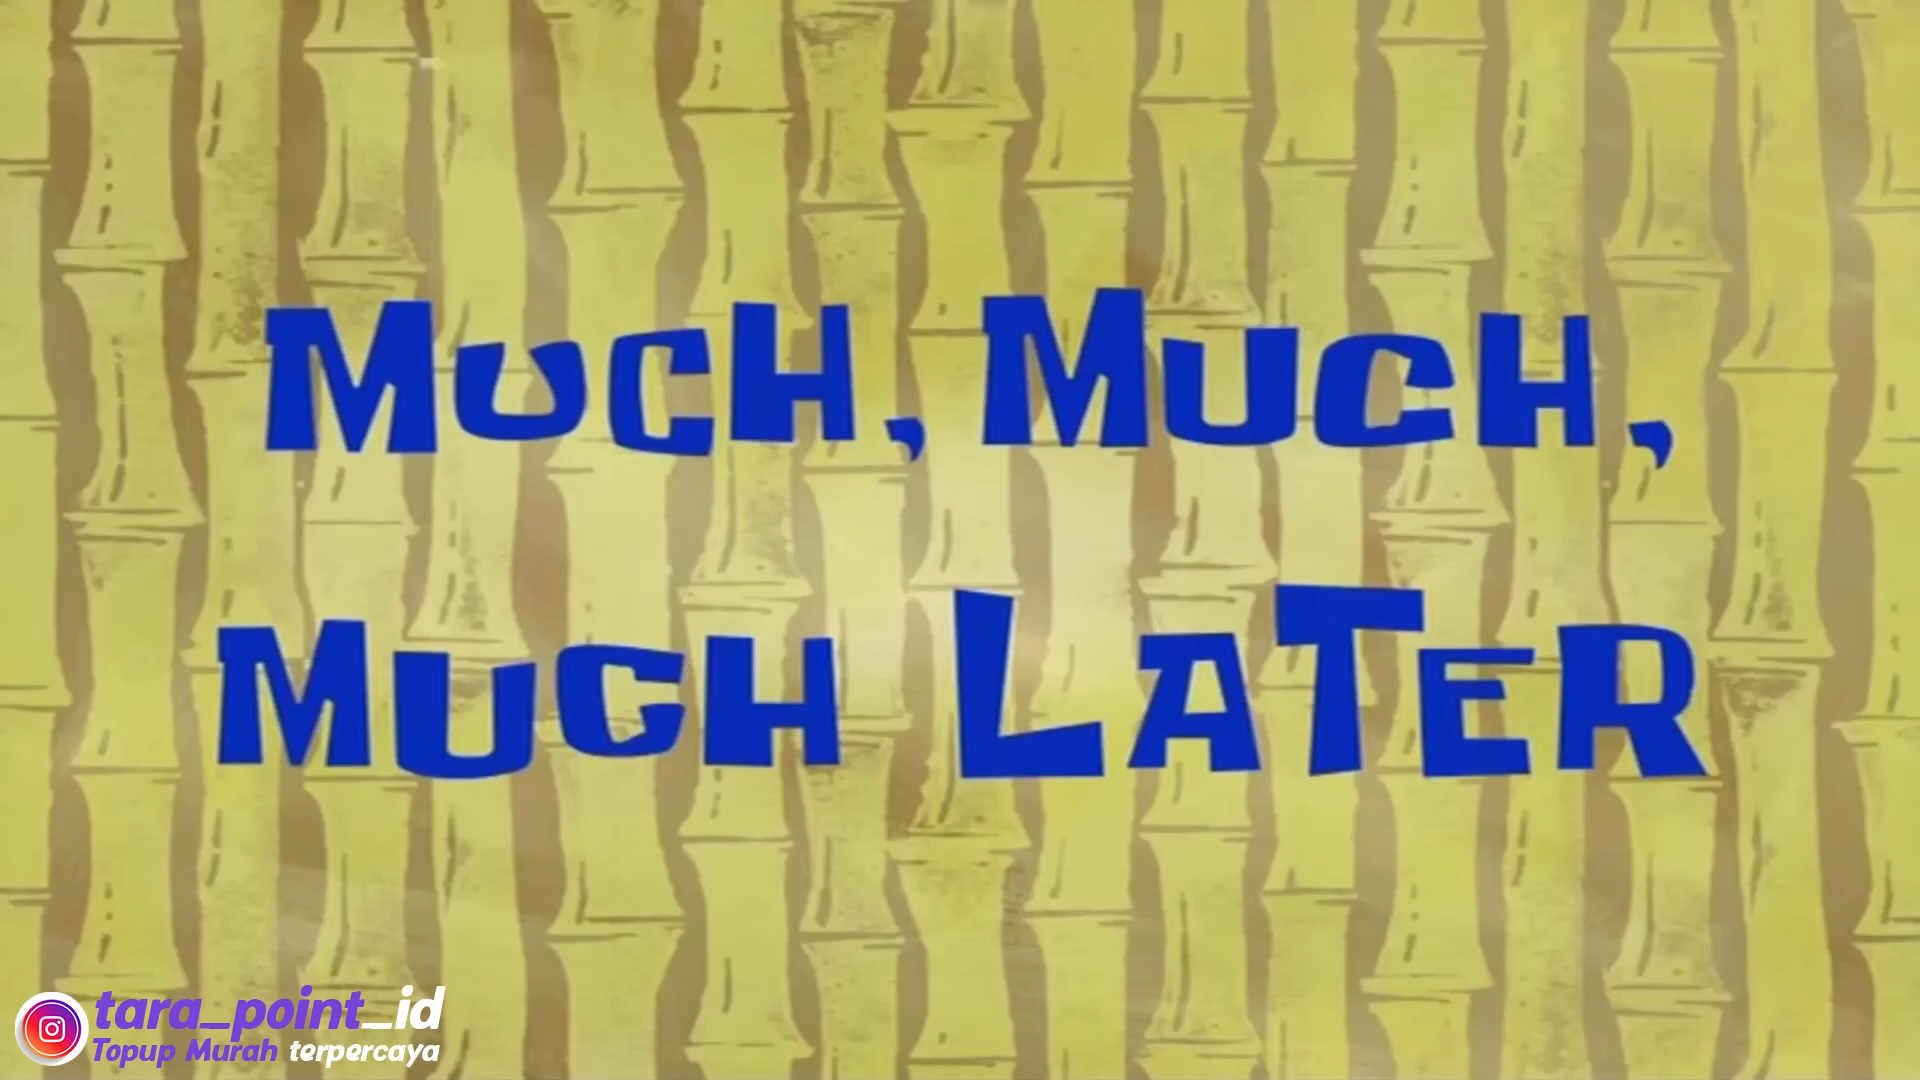 Much, Much,
Much Later
tara_point_id
Topup Murah terpercaya